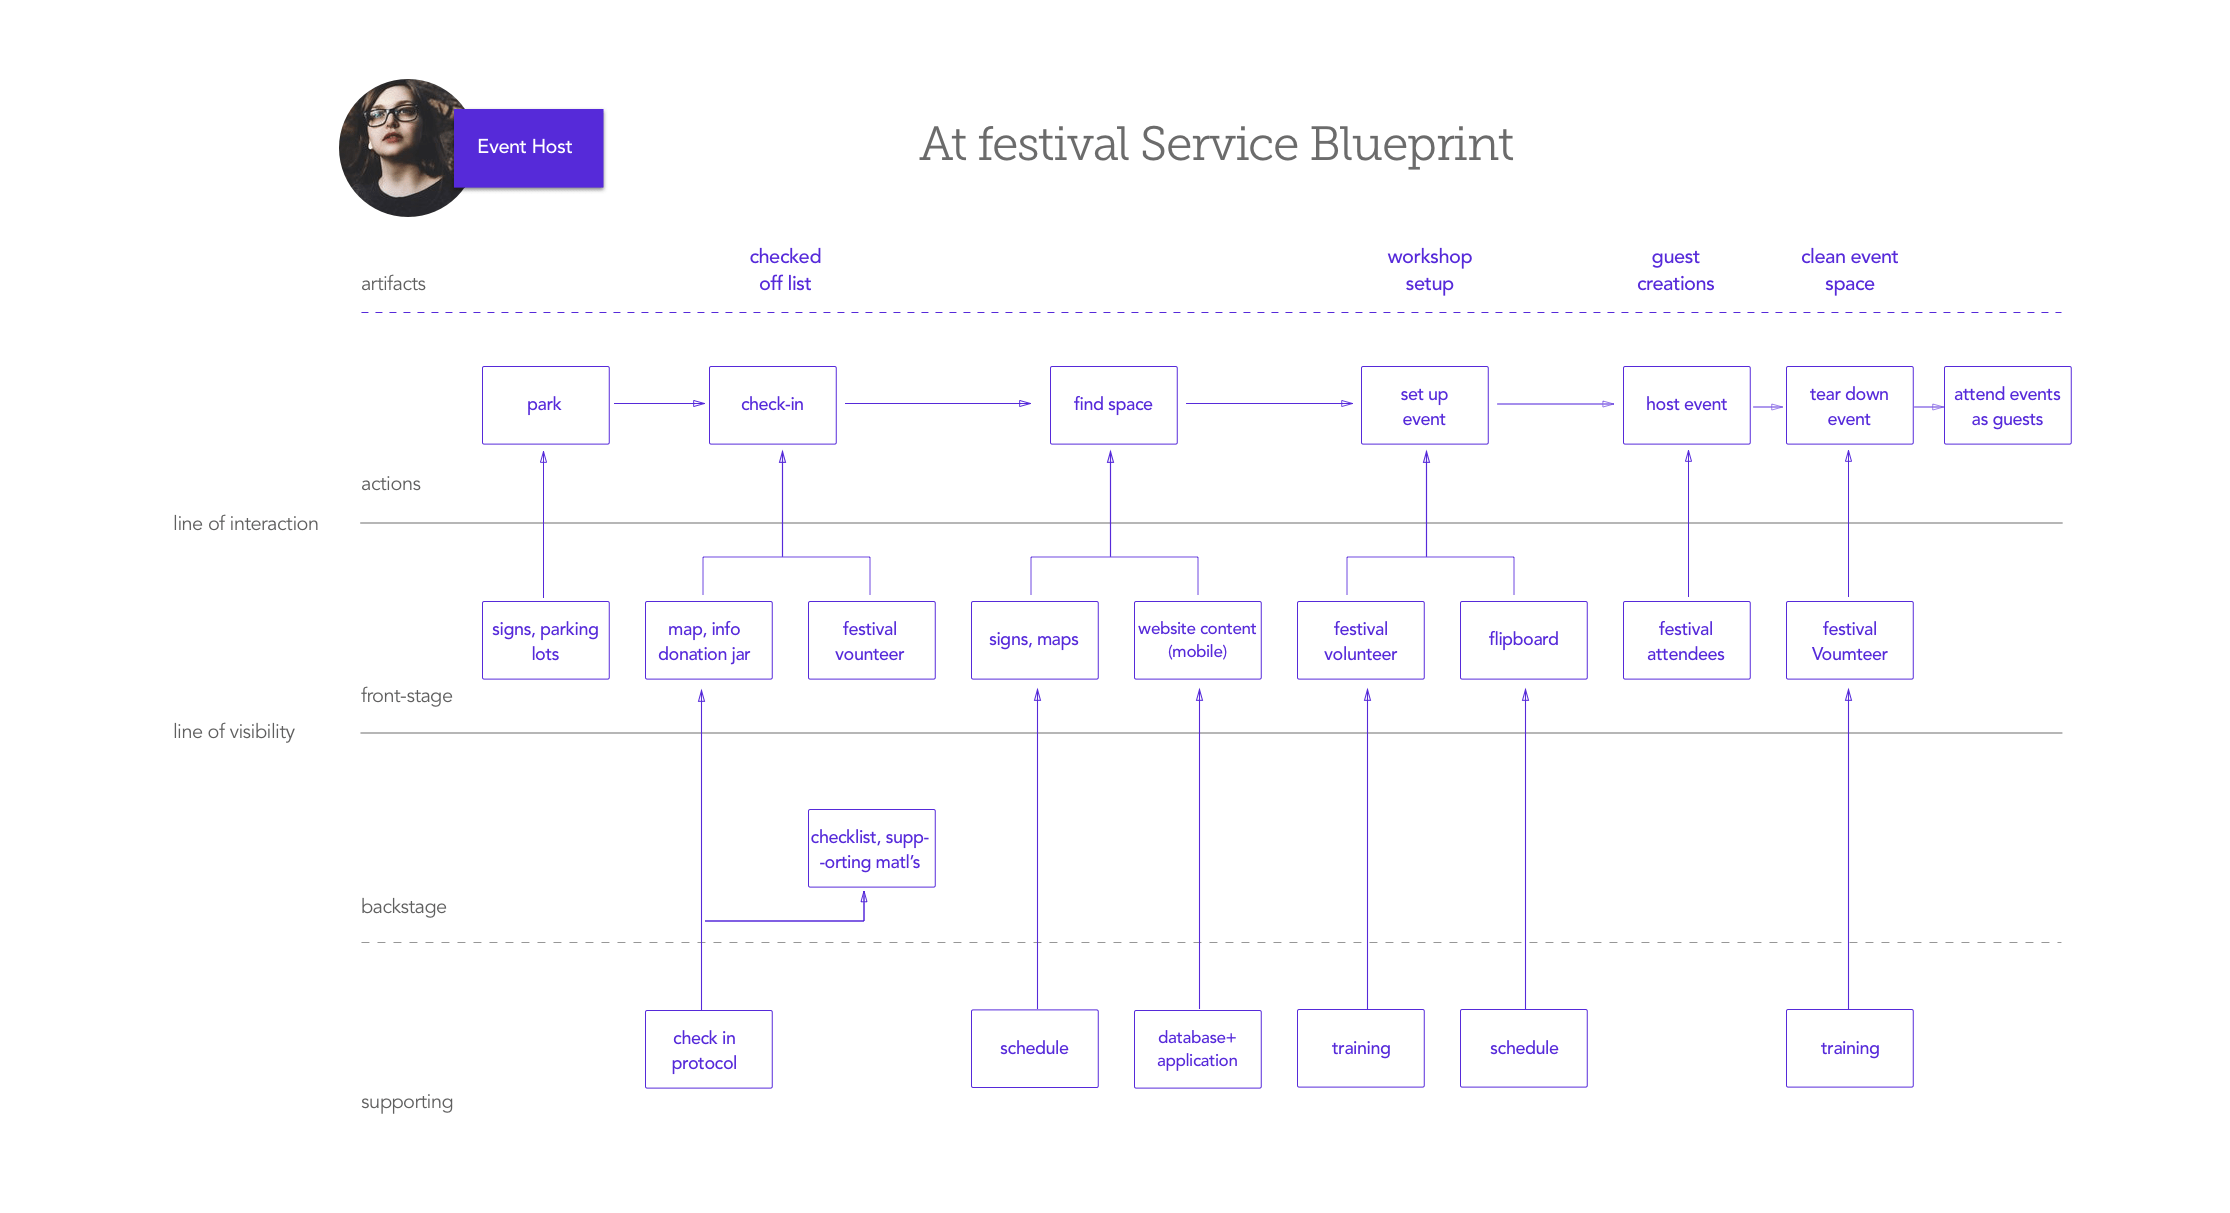 Event Host
At festival Service Blueprint
artifacts
checked
off list
workshop
setup
guest
creations
clean event
space
park
check-in
find space
set up
event
host event
tear down
event
attend events
as guests
actions
line of interaction
signs, parking
lots
map, info
donation jar
festival
vounteer
signs, maps
website content
(mobile)
festival
volunteer
flipboard
festival
attendees
festival
Voumteer
front-stage
line of visibility
checklist, supp-
-orting matl’s
backstage
check in
protocol
schedule
database+
application
training
schedule
training
supporting